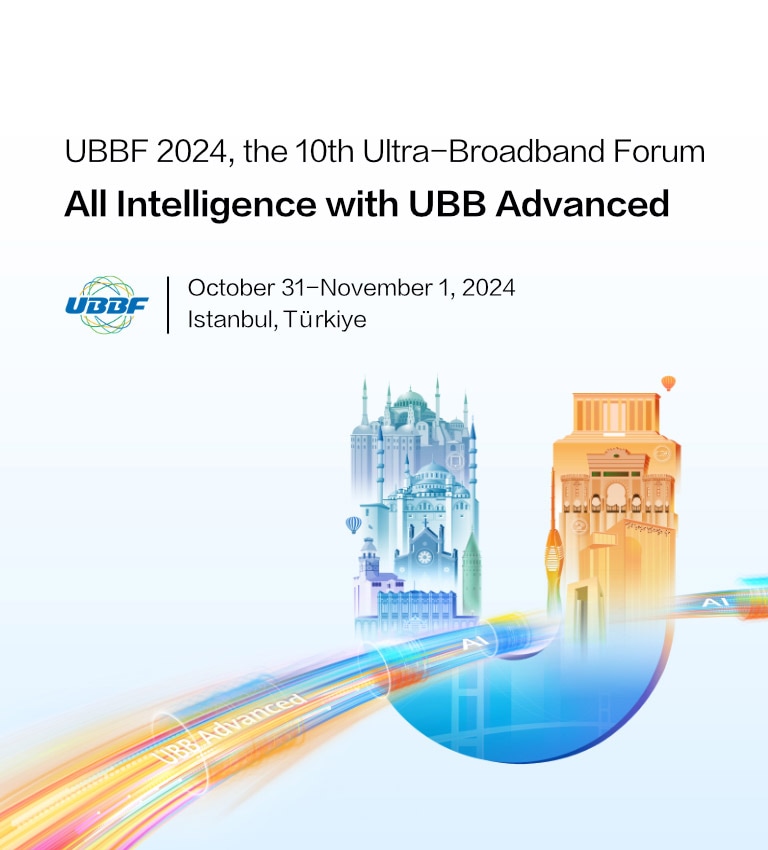 UBBF 2024, the 10th Ultra-Broadband Forum
All Intelligence with UBB Advanced
UBBF
October 31-November 1, 2024
Istanbul, Türkiye
AI
AI
UBB Advanced